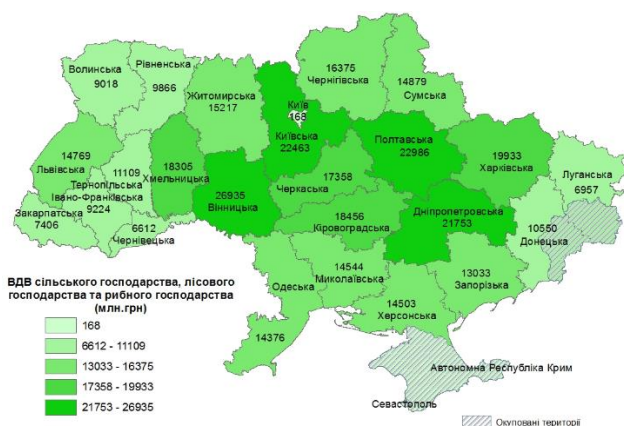 Волинська
9018
Рівненська
9866
Житомирська
15217
Київ
168
Київська
22463
16375
Чернігівська
14879
Сумська
14769
Львівська
11109
Тернопільська
18305
Хмельницька
Івано-Франківська
9224
Закарпатська
7406
6612
Чернівецька
26935
Вінницька
17358
Черкаська
Полтавська
22986
19933
Харківська
Луганська
6957
18456
Кіровоградська
Дніпропетровська
21753
10550
Донецька
Одеська
14376
14544
Миколаївська
14503
Херсонська
13033
Запорізька
Автономна Республіка Крим
Севастополь
ВДВ сільського господарства, лісового
господарства та рибного господарства
(млн.грн)
168
6612 - 11109
13033 - 16375
17358 - 19933
21753 - 26935
Окуповані території